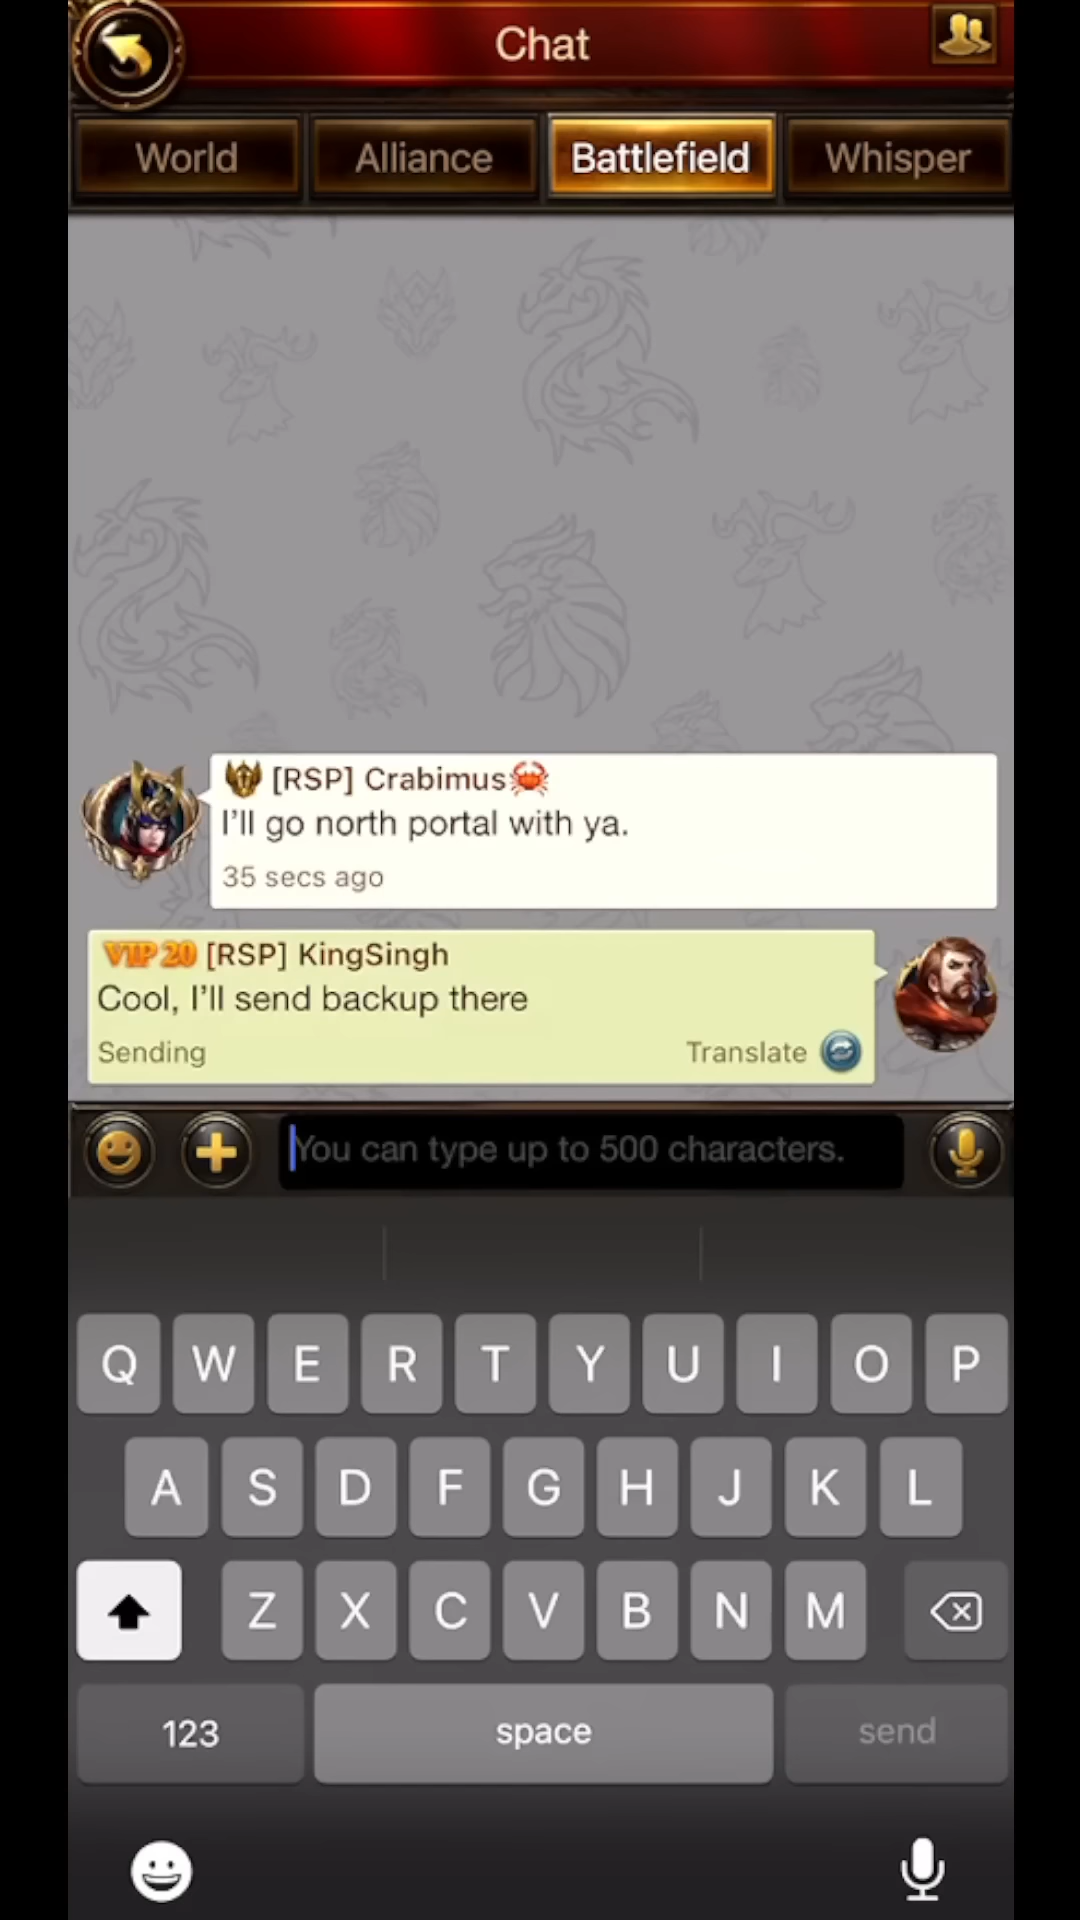 Chat
World Alliance Battlefield Whisper
[RSP] Crabimus🦀
I'll go north portal with ya.
35 secs ago
VIP 20 [RSP] KingSingh
Cool, I'll send backup there
Sending Translate
You can type up to 500 characters.
Q W E R T Y U I O P
A S D F G H J K L
Z X C V B N M
123 space send